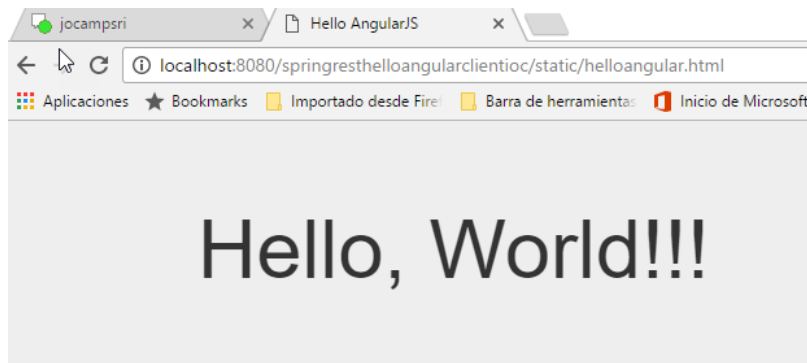 jocampsri
Hello AngularJS
localhost:8080/springresthelloangularclientioc/static/helloangular.html
Aplicaciones Bookmarks Importado desde Firef Barra de herramientas Inicio de Microsoft
Hello, World!!!